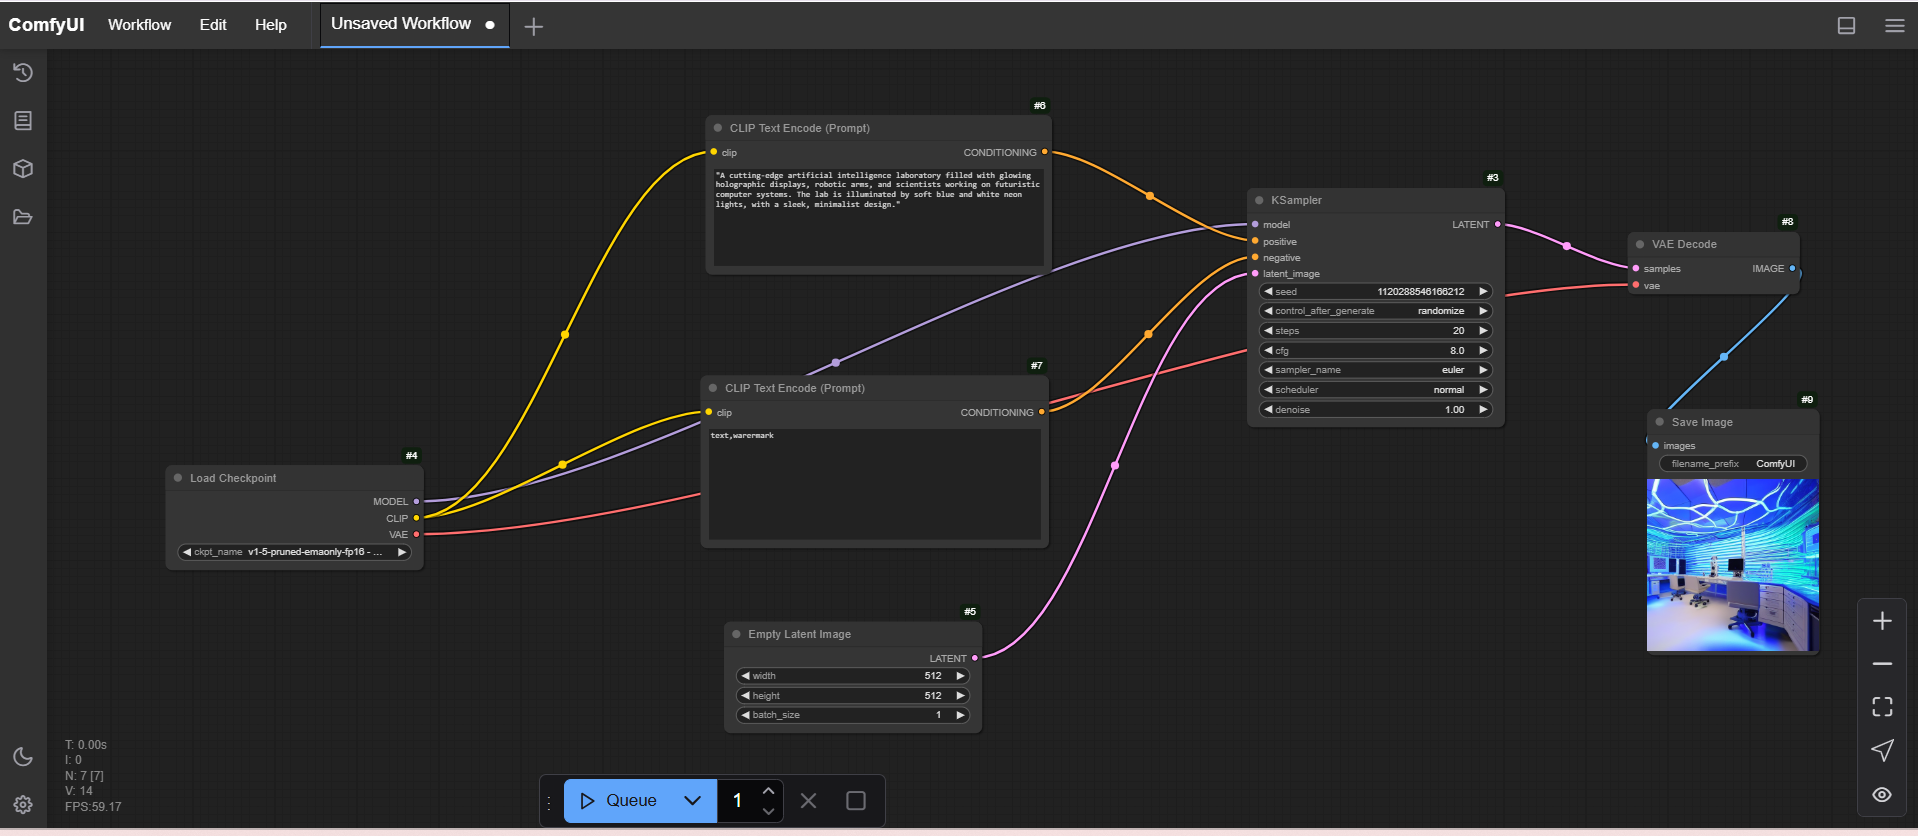 ComfyUI
Workflow
Edit
Help
Unsaved Workflow
#6
CLIP Text Encode (Prompt)
clip
CONDITIONING
"A cutting-edge artificial intelligence laboratory filled with glowing
holographic displays, robotic arms, and scientists working on futuristic
computer systems. The lab is illuminated by soft blue and white neon
lights, with a sleek, minimalist design."
#3
KSampler
model
LATENT
positive
negative
latent_image
seed 1120288546166212
control_after_generate randomize
steps 20
cfg 8.0
sampler_name euler
scheduler normal
denoise 1.00
#8
VAE Decode
samples
IMAGE
vae
#7
CLIP Text Encode (Prompt)
clip
CONDITIONING
text,warermark
#9
Save Image
images
filename_prefix ComfyUI
#4
Load Checkpoint
MODEL
CLIP
VAE
ckpt_name v1-5-pruned-emaonly-fp16 - ...
#5
Empty Latent Image
LATENT
width 512
height 512
batch_size 1
T: 0.00s
I: 0
N: 7 [7]
V: 14
FPS:59.17
Queue
1